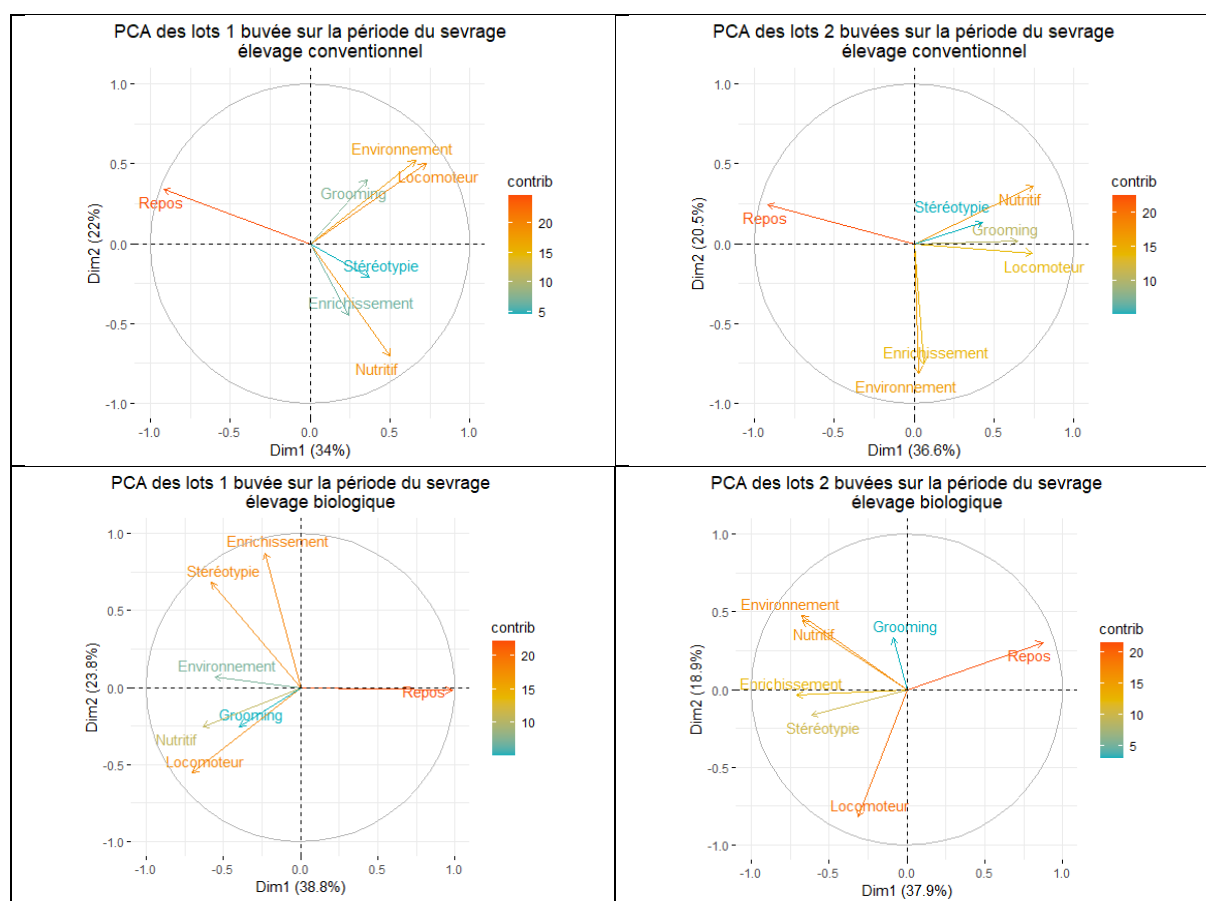 PCA des lots 1 buvée sur la période du sevrage
élevage conventionnel
1.0
0.5
0.0
-0.5
-1.0
Dim2 (22%)
Environnement
Locomoteur
Grooming
Repos
Stéréotypie
Enrichissement
Nutritif
-1.0 -0.5 0.0 0.5 1.0
Dim1 (34%)
contrib
20
15
10
5
PCA des lots 2 buvées sur la période du sevrage
élevage conventionnel
1.0
0.5
0.0
-0.5
-1.0
Dim2 (20.5%)
Nutritif
Stéréotypie
Repos
Grooming
Locomoteur
Enrichissement
Environnement
-1.0 -0.5 0.0 0.5 1.0
Dim1 (36.6%)
contrib
20
15
10
PCA des lots 1 buvée sur la période du sevrage
élevage biologique
1.0
0.5
0.0
-0.5
-1.0
Dim2 (23.8%)
Enrichissement
Stéréotypie
Environnement
Repos
Grooming
Nutritif
Locomoteur
-1.0 -0.5 0.0 0.5 1.0
Dim1 (38.8%)
contrib
20
15
10
PCA des lots 2 buvées sur la période du sevrage
élevage biologique
1.0
0.5
0.0
-0.5
-1.0
Dim2 (18.9%)
Environnement
Grooming
Nutritif
Repos
Enrichissement
Stéréotypie
Locomoteur
-1.0 -0.5 0.0 0.5 1.0
Dim1 (37.9%)
contrib
20
15
10
5